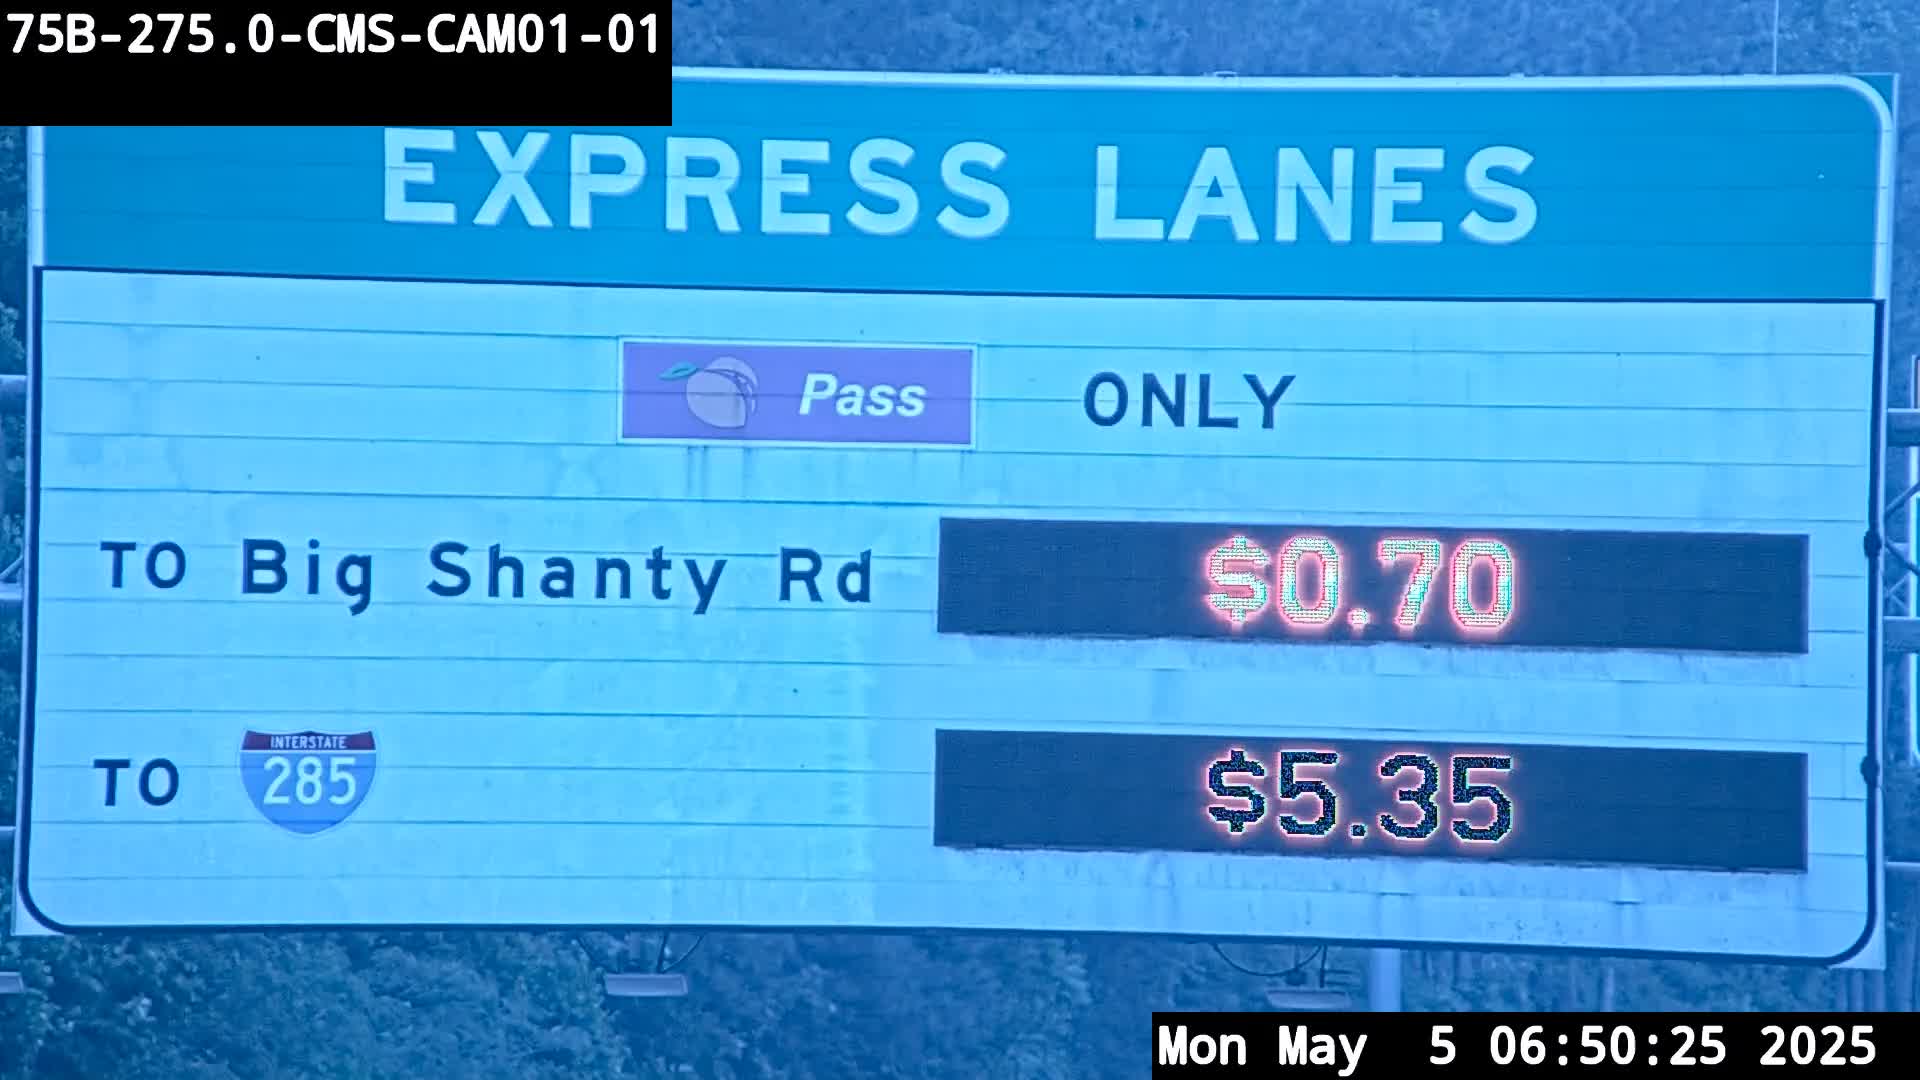 75B-275.0-CMS-CAM01-01
EXPRESS LANES
Pass ONLY
TO Big Shanty Rd $0.70
TO INTERSTATE 285 $5.35
Mon May 5 06:50:25 2025